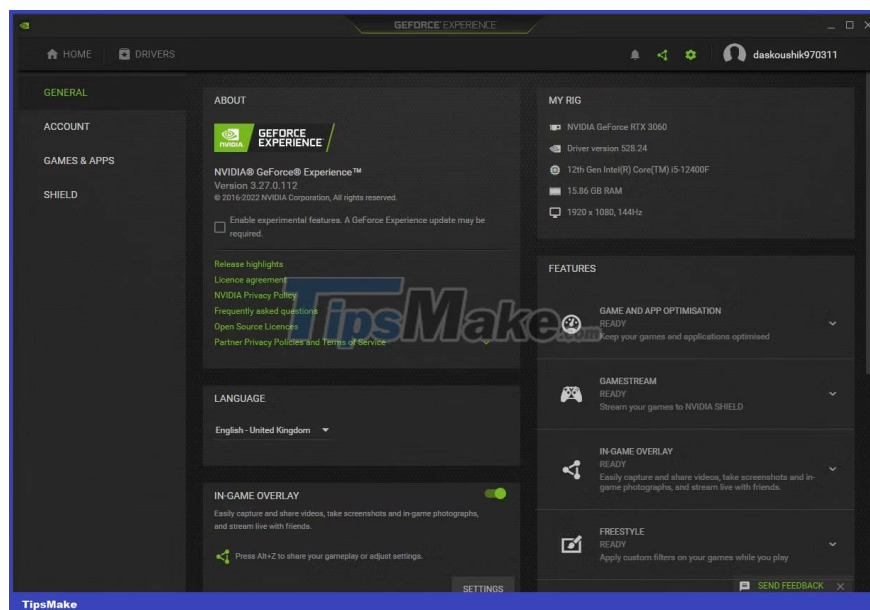 GEFORCE EXPERIENCE
HOME
DRIVERS
daskoushik970311
GENERAL
ACCOUNT
GAMES & APPS
SHIELD
ABOUT
NVIDIA
GEFORCE
EXPERIENCE
NVIDIA® GeForce® Experience™
Version 3.27.0.112
© 2016-2022 NVIDIA Corporation, All rights reserved.
Enable experimental features. A GeForce Experience update may be
required.
Release highlights
Licence agreement
NVIDIA Privacy Policy
Frequently asked questions
Open Source Licences
Partner Privacy Policies and Terms of Service
LANGUAGE
English - United Kingdom
IN-GAME OVERLAY
Easily capture and share videos, take screenshots and in-game photographs,
and stream live with friends.
Press Alt+Z to share your gameplay or adjust settings.
SETTINGS
MY RIG
NVIDIA GeForce RTX 3060
Driver version 528.24
12th Gen Intel(R) Core(TM) i5-12400F
15.86 GB RAM
1920 x 1080, 144Hz
FEATURES
GAME AND APP OPTIMISATION
READY
Keep your games and applications optimised
GAMESTREAM
READY
Stream your games to NVIDIA SHIELD
IN-GAME OVERLAY
READY
Easily capture and share videos, take screenshots and in-
game photographs, and stream live with friends.
FREESTYLE
READY
Apply custom filters on your games while you play
SEND FEEDBACK
TipsMake.com
TipsMake